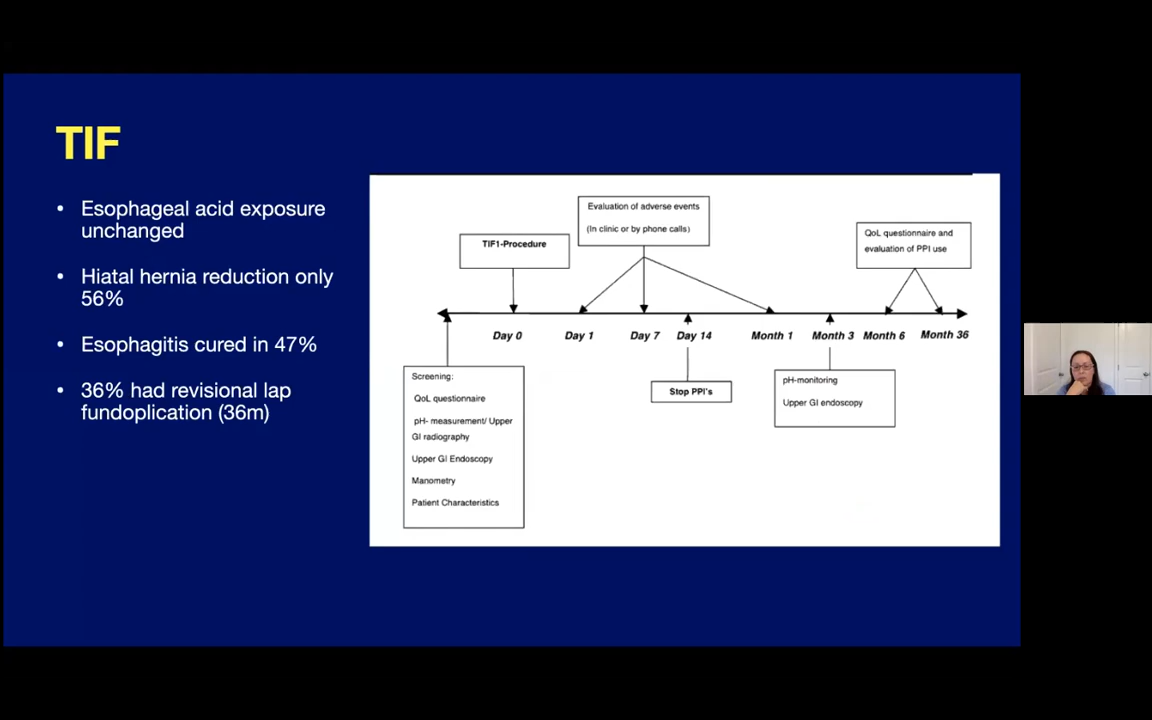 TIF
• Esophageal acid exposure
unchanged
• Hiatal hernia reduction only
56%
• Esophagitis cured in 47%
• 36% had revisional lap
fundoplication (36m)
Evaluation of adverse events
(In clinic or by phone calls)
TIF1-Procedure
QoL questionnaire and
evaluation of PPI use
Day 0 Day 1 Day 7 Day 14 Month 1 Month 3 Month 6 Month 36
Screening:
QoL questionnaire
pH- measurement/ Upper
GI radiography
Upper GI Endoscopy
Manometry
Patient Characteristics
Stop PPI's
pH-monitoring
Upper GI endoscopy